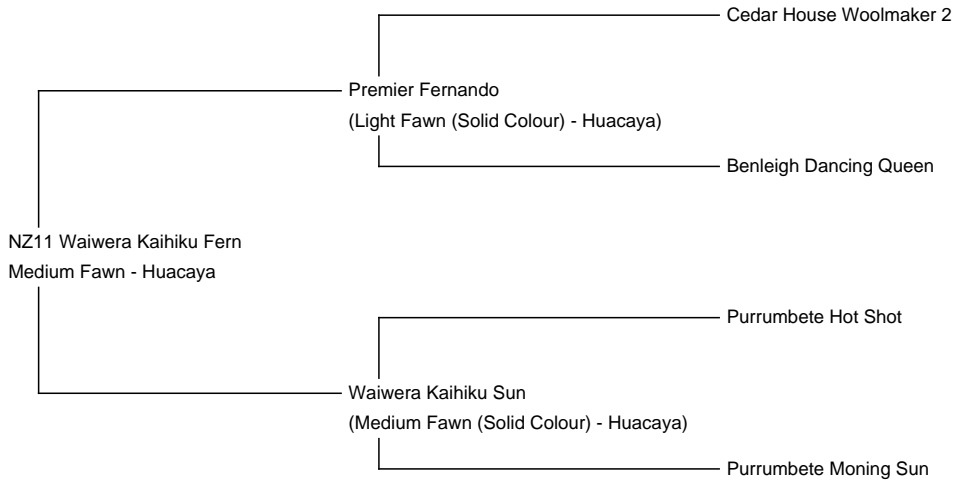 Cedar House Woolmaker 2
Premier Fernando
(Light Fawn (Solid Colour) - Huacaya)
Benleigh Dancing Queen
NZ11 Waiwera Kaihiku Fern
Medium Fawn - Huacaya
Purrumbete Hot Shot
Waiwera Kaihiku Sun
(Medium Fawn (Solid Colour) - Huacaya)
Purrumbete Moning Sun